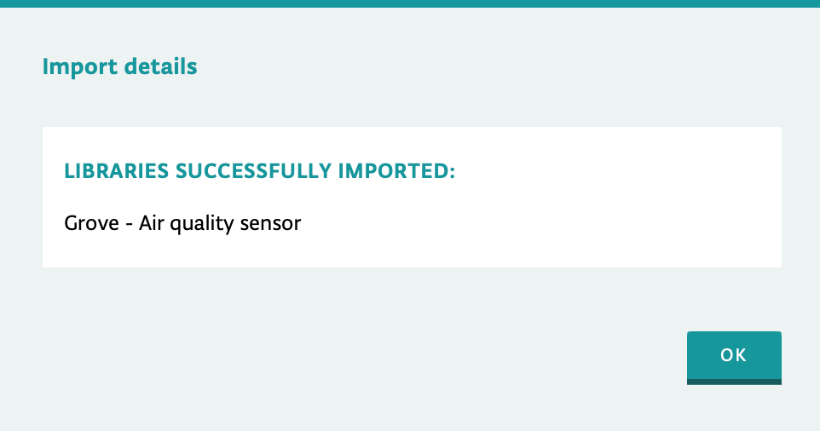 Import details
LIBRARIES SUCCESSFULLY IMPORTED:
Grove - Air quality sensor
OK